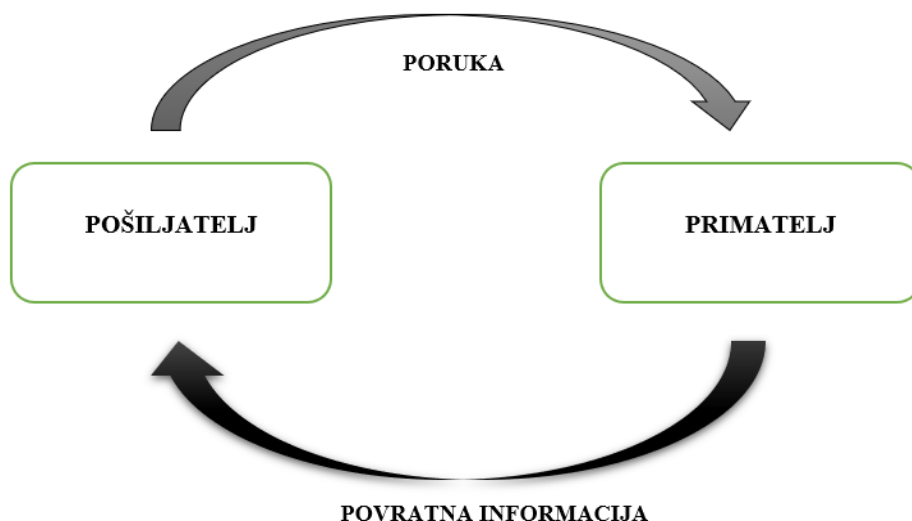 PORUKA
POŠILJATELJ
PRIMATELJ
POVRATNA INFORMACIJA